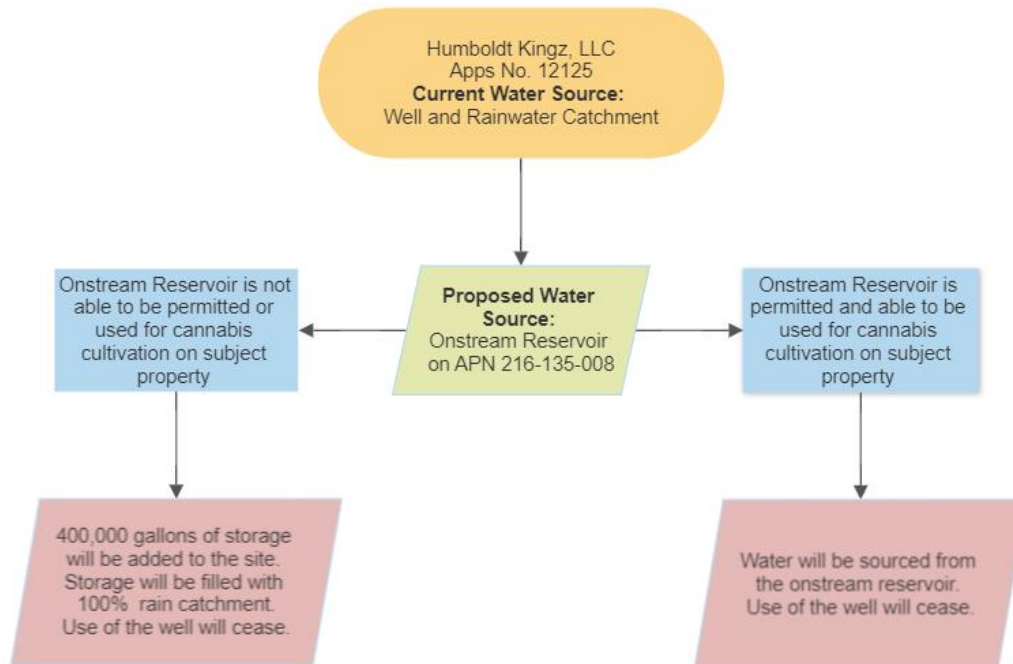 Humboldt Kingz, LLC
Apps No. 12125
Current Water Source:
Well and Rainwater Catchment
Onstream Reservoir is not
able to be permitted or
used for cannabis
cultivation on subject
property
Proposed Water
Source:
Onstream Reservoir
on APN 216-135-008
Onstream Reservoir is
permitted and able to be
used for cannabis
cultivation on subject
property
400,000 gallons of storage
will be added to the site.
Storage will be filled with
100% rain catchment.
Use of the well will cease.
Water will be sourced from
the onstream reservoir.
Use of the well will cease.